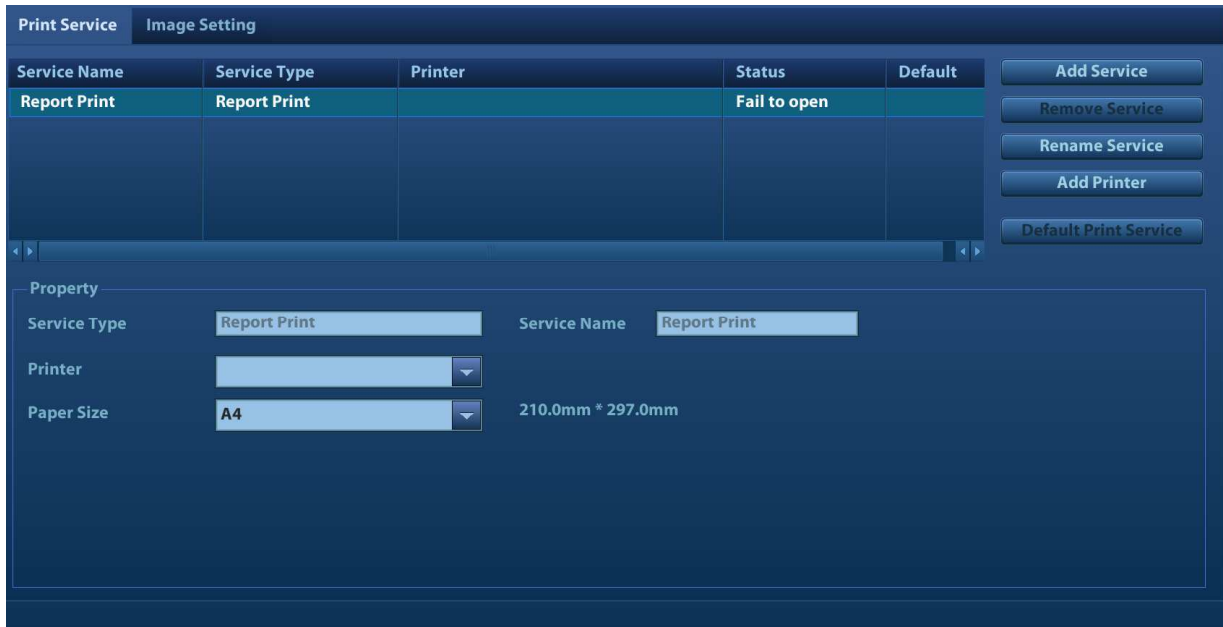 Print Service Image Setting
Service Name Service Type Printer Status Default
Report Print Report Print Fail to open
Add Service
Remove Service
Rename Service
Add Printer
Default Print Service
Property
Service Type Report Print Service Name Report Print
Printer
Paper Size A4 210.0mm * 297.0mm